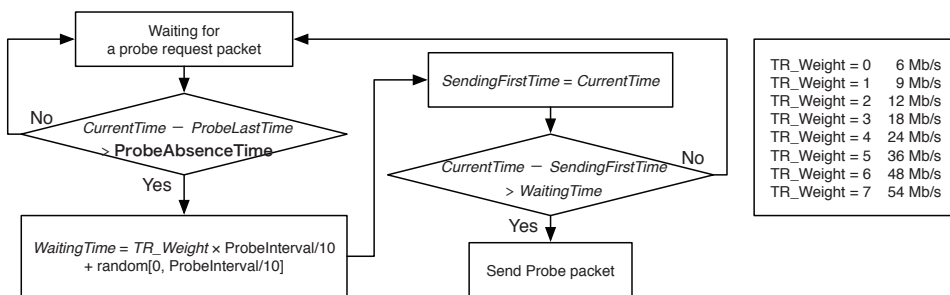 Waiting for
a probe request packet
No
CurrentTime − ProbeLastTime
> ProbeAbsenceTime
Yes
WaitingTime = TR_Weight × ProbeInterval/10
+ random[0, ProbeInterval/10]
SendingFirstTime = CurrentTime
CurrentTime − SendingFirstTime
> WaitingTime
No
Yes
Send Probe packet
TR_Weight = 0 6 Mb/s
TR_Weight = 1 9 Mb/s
TR_Weight = 2 12 Mb/s
TR_Weight = 3 18 Mb/s
TR_Weight = 4 24 Mb/s
TR_Weight = 5 36 Mb/s
TR_Weight = 6 48 Mb/s
TR_Weight = 7 54 Mb/s